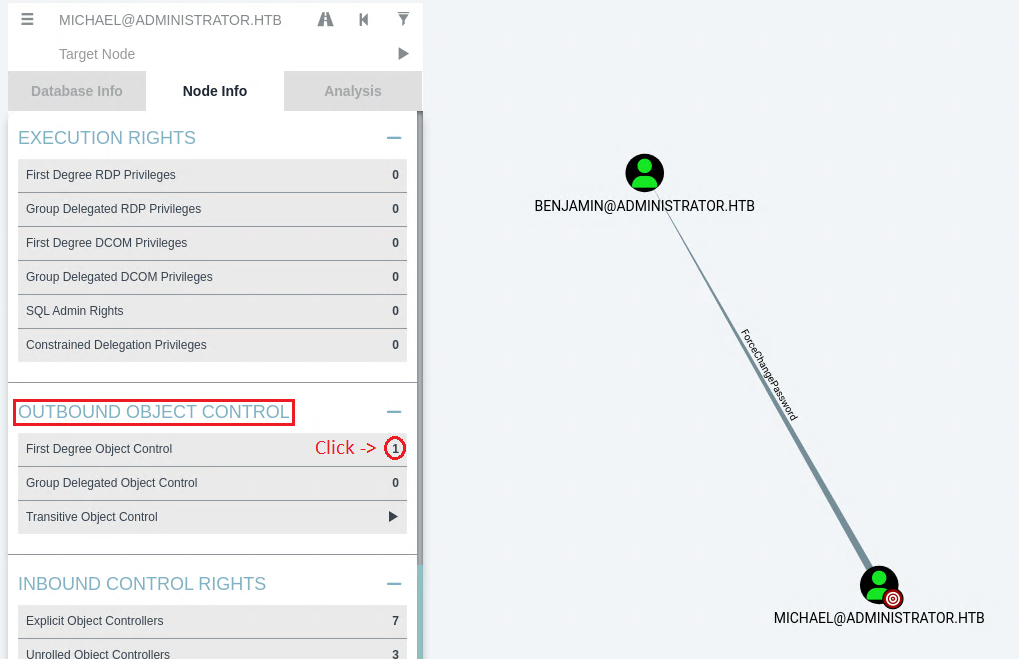 MICHAEL@ADMINISTRATOR.HTB
Target Node
Database Info
Node Info
Analysis
EXECUTION RIGHTS
First Degree RDP Privileges 0
Group Delegated RDP Privileges 0
First Degree DCOM Privileges 0
Group Delegated DCOM Privileges 0
SQL Admin Rights 0
Constrained Delegation Privileges 0
OUTBOUND OBJECT CONTROL
First Degree Object Control Click -> 1
Group Delegated Object Control 0
Transitive Object Control
INBOUND CONTROL RIGHTS
Explicit Object Controllers 7
Unrolled Object Controllers 3
BENJAMIN@ADMINISTRATOR.HTB
ForceChangePassword
MICHAEL@ADMINISTRATOR.HTB